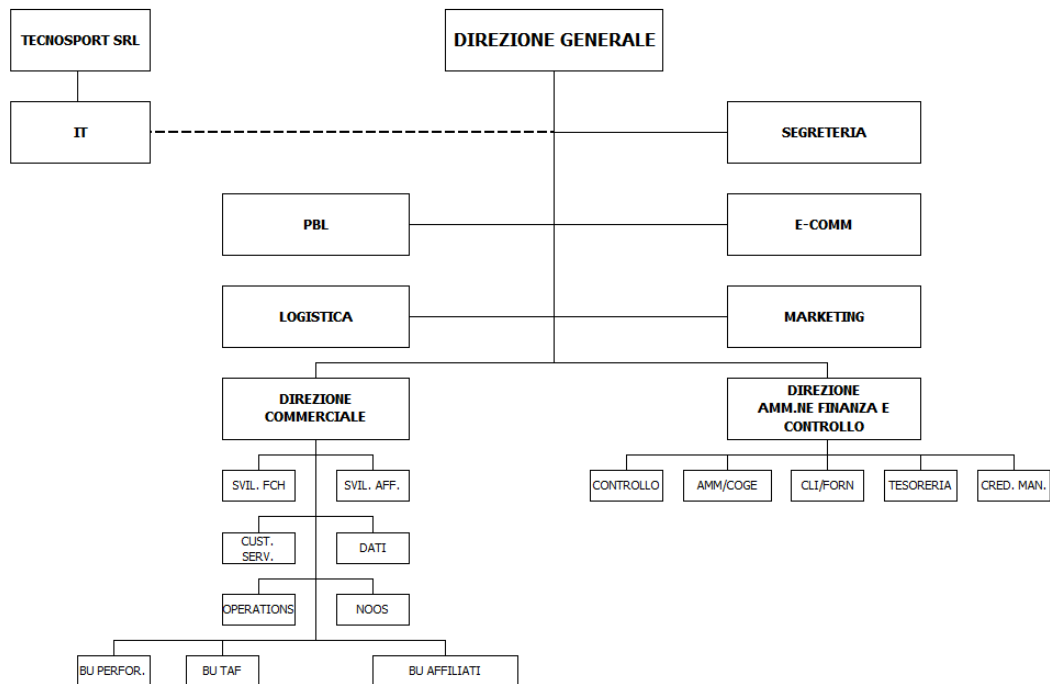 TECNOSPORT SRL
DIREZIONE GENERALE
IT
SEGRETERIA
PBL
E-COMM
LOGISTICA
MARKETING
DIREZIONE
COMMERCIALE
DIREZIONE
AMM.NE FINANZA E
CONTROLLO
SVIL. FCH
SVIL. AFF.
CONTROLLO
AMM/COGE
CLI/FORN
TESORERIA
CRED. MAN.
CUST.
SERV.
DATI
OPERATIONS
NOOS
BU PERFOR.
BU TAF
BU AFFILIATI